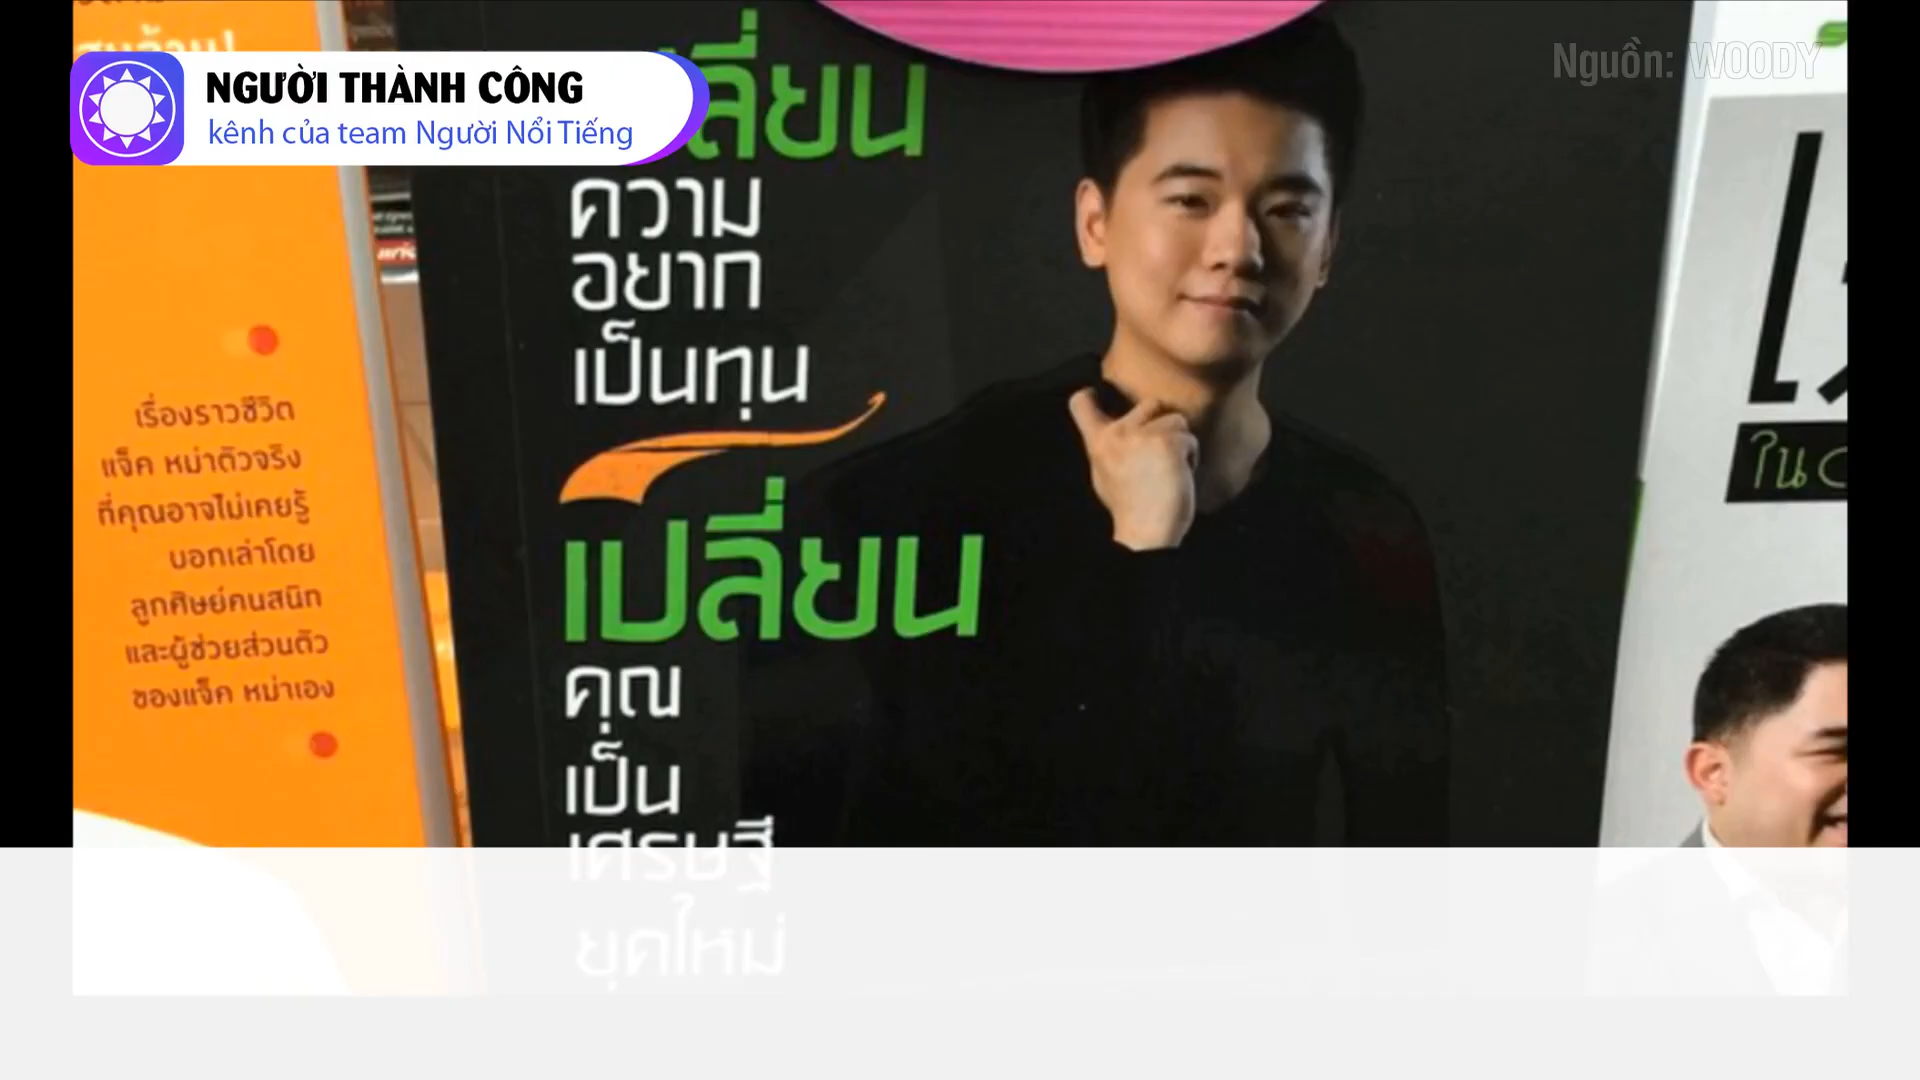 NGƯỜI THÀNH CÔNG
kênh của team Người Nổi Tiếng
Nguồn: WOODY
เปลี่ยน
ความ
อยาก
เป็นทุน
เปลี่ยน
คุณ
เป็น
เศรษฐี
ยุคใหม่
เรื่องราวชีวิต
แจ็ค หม่าตัวจริง
ที่คุณอาจไม่เคยรู้
บอกเล่าโดย
ลูกศิษย์คนสนิท
และผู้ช่วยส่วนตัว
ของแจ็ค หม่าเอง
ใน